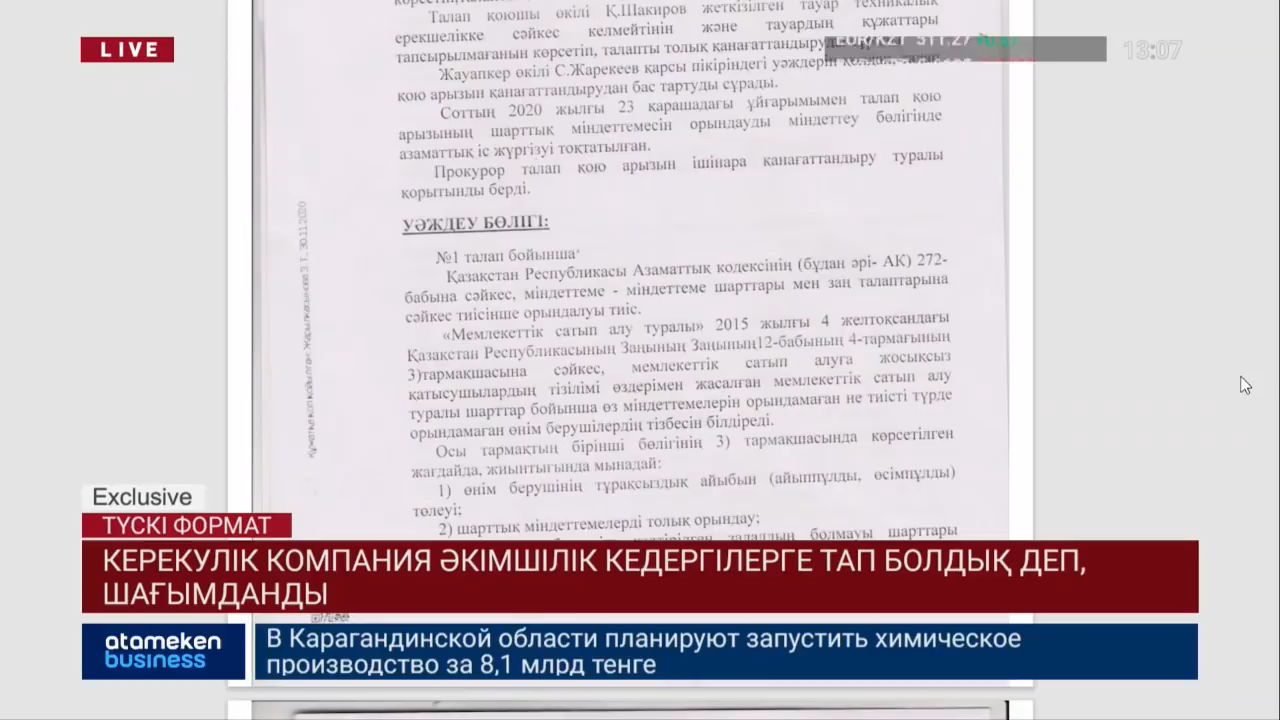 Талап қоюшы өкілі Қ.Шакиров жеткізілген тауар техникалық
ерекшелікке сәйкес келмейтінін және тауардың құжаттары
тапсырылмағанын көрсетіп, талапты толық қанағаттандыру
Жауапкер өкілі С.Жарекеев қарсы пікіріндегі уәждерін қолдап, талап
қою арызын қанағаттандырудан бас тартуды сұрады.
Соттың 2020 жылғы 23 қарашадағы ұйғарымымен талап қою
арызының шарттық міндеттемесін орындауды міндеттеу бөлігінде
азаматтық іс жүргізуі тоқтатылған.
Прокурор талап қою арызын ішінара қанағаттандыру туралы
қорытынды берді.
УӘЖДЕУ БӨЛІГІ:
№1 талап бойынша
Қазақстан Республикасы Азаматтық кодексінің (бұдан әрі- АК) 272-
бабына сәйкес, міндеттеме - міндеттеме шарттары мен заң талаптарына
сәйкес тиісінше орындалуы тиіс.
«Мемлекеттік сатып алу туралы» 2015 жылғы 4 желтоқсандағы
Қазақстан Республикасының Заңының Заңының12-бабының 4-тармағының
3)тармақшасына сәйкес, мемлекеттік сатып алуға жосықсыз
қатысушылардың тізілімі өздерімен жасалған мемлекеттік сатып алу
туралы шарттар бойынша өз міндеттемелерін орындамаған не тиісті түрде
орындамаған өнім берушілердің тізбесін білдіреді.
Осы тармақтың бірінші бөлігінің 3) тармақшасында көрсетілген
жағдайда, жиынтығында мынадай:
1) өнім берушінің тұрақсыздық айыбын (айыппұлды, өсімпұлды)
төлеуі;
2) шарттық міндеттемелерді толық орындау;
залалдың болмауы шарттары
LIVE
EUR/KZT 511.27
13:07
Exclusive
ТҮСКІ ФОРМАТ
КЕРЕКУЛІК КОМПАНИЯ ӘКІМШІЛІК КЕДЕРГІЛЕРГЕ ТАП БОЛДЫҚ ДЕП,
ШАҒЫМДАНДЫ
atameken
business
В Карагандинской области планируют запустить химическое
производство за 8,1 млрд тенге